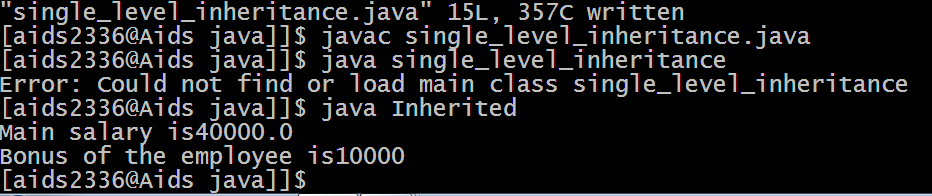 "single_level_inheritance.java" 15L, 357C written
[aids2336@Aids java]]$ javac single_level_inheritance.java
[aids2336@Aids java]]$ java single_level_inheritance
Error: Could not find or load main class single_level_inheritance
[aids2336@Aids java]]$ java Inherited
Main salary is40000.0
Bonus of the employee is10000
[aids2336@Aids java]]$